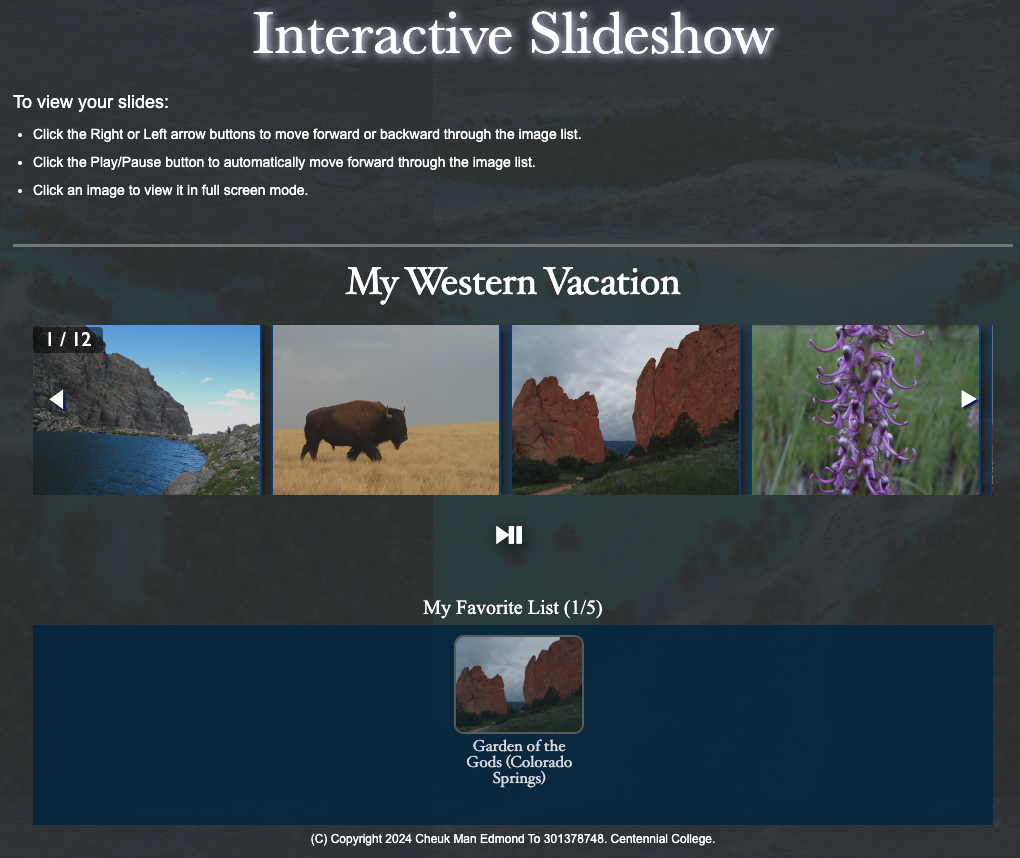 Interactive Slideshow
To view your slides:
Click the Right or Left arrow buttons to move forward or backward through the image list.
Click the Play/Pause button to automatically move forward through the image list.
Click an image to view it in full screen mode.
My Western Vacation
1 / 12
My Favorite List (1/5)
Garden of the
Gods (Colorado
Springs)
(C) Copyright 2024 Cheuk Man Edmond To 301378748. Centennial College.